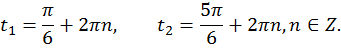 t₁ = π/6 + 2πn, t₂ = 5π/6 + 2πn, n ∈ Z.